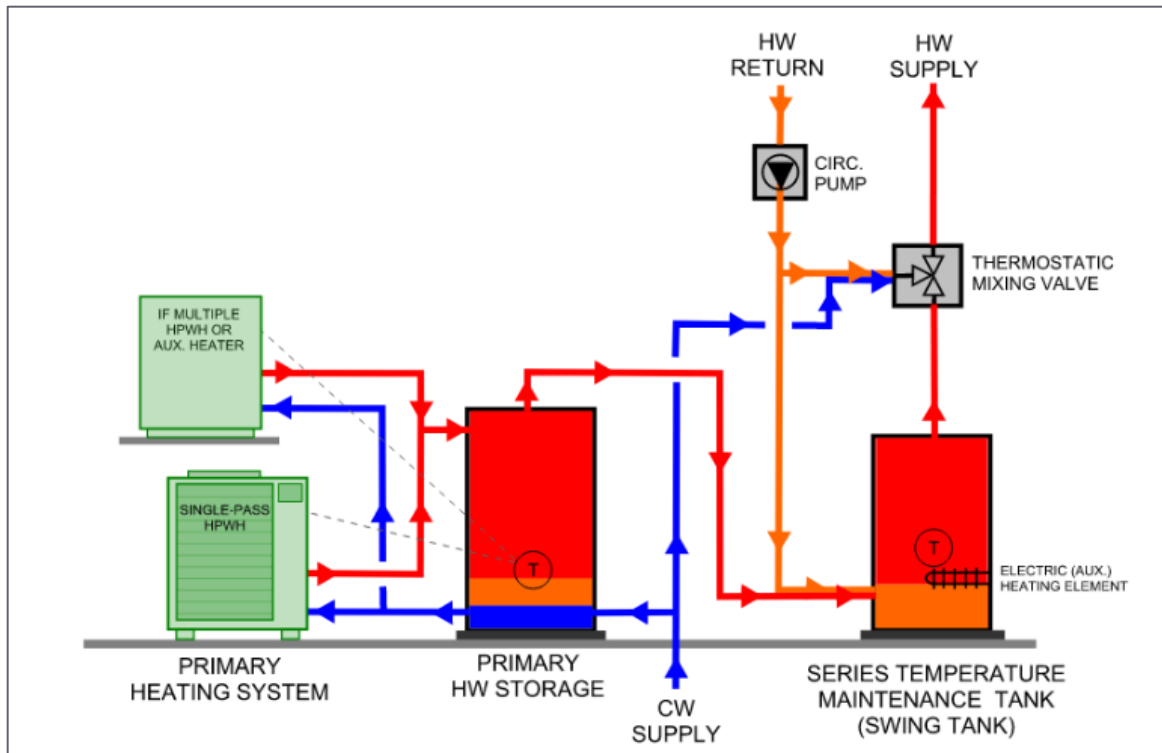 HW
RETURN
HW
SUPPLY
CIRC.
PUMP
THERMOSTATIC
MIXING VALVE
IF MULTIPLE
HPWH OR
AUX. HEATER
SINGLE-PASS
HPWH
T
T
ELECTRIC (AUX.)
HEATING ELEMENT
PRIMARY
HEATING SYSTEM
PRIMARY
HW STORAGE
CW
SUPPLY
SERIES TEMPERATURE
MAINTENANCE TANK
(SWING TANK)